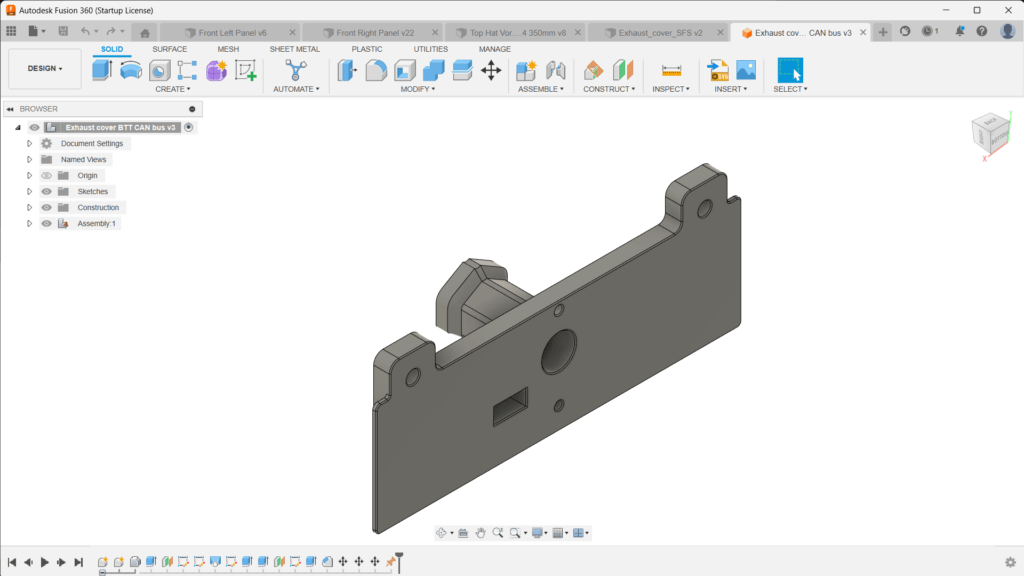 Autodesk Fusion 360 (Startup License)
Front Left Panel v6
Front Right Panel v22
Top Hat Vor....4 350mm v8
Exhaust_cover_SFS v2
Exhaust cov... CAN bus v3
1
DESIGN
SOLID
SURFACE
MESH
SHEET METAL
PLASTIC
UTILITIES
MANAGE
CREATE
AUTOMATE
MODIFY
ASSEMBLE
CONSTRUCT
INSPECT
INSERT
SELECT
BROWSER
Exhaust cover BTT CAN bus v3
Document Settings
Named Views
Origin
Sketches
Construction
Assembly:1
BACK
BOTTOM
X